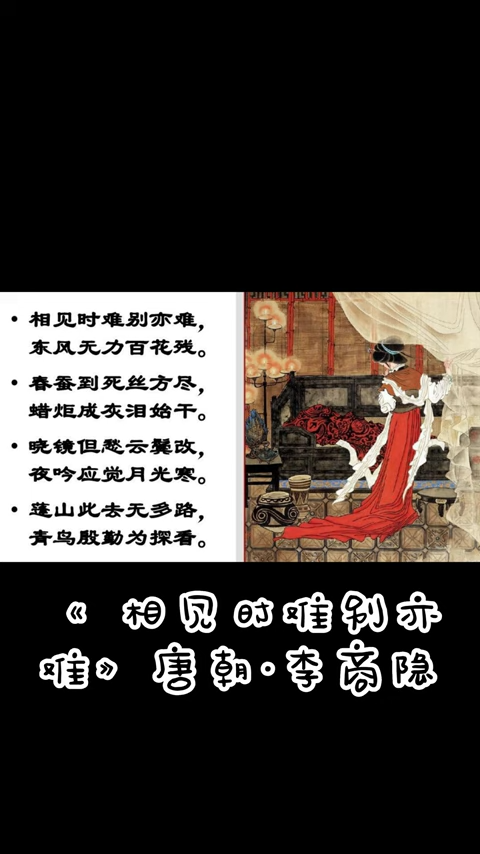 • 相见时难别亦难，
东风无力百花残。
• 春蚕到死丝方尽，
蜡炬成灰泪始干。
• 晓镜但愁云鬓改，
夜吟应觉月光寒。
• 蓬山此去无多路，
青鸟殷勤为探看。
《 相见时难别亦
难》 唐朝·李商隐